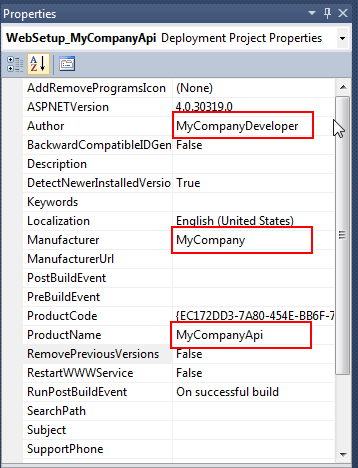 Properties
WebSetup_MyCompanyApi Deployment Project Properties
AddRemoveProgramsIcon (None)
ASPNETVersion 4.0.30319.0
Author MyCompanyDeveloper
BackwardCompatibleIDGen False
Description
DetectNewerInstalledVersio True
Keywords
Localization English (United States)
Manufacturer MyCompany
ManufacturerUrl
PostBuildEvent
PreBuildEvent
ProductCode {EC172DD3-7A80-454E-BB6F-7
ProductName MyCompanyApi
RemovePreviousVersions False
RestartWWWService False
RunPostBuildEvent On successful build
SearchPath
Subject
SupportPhone